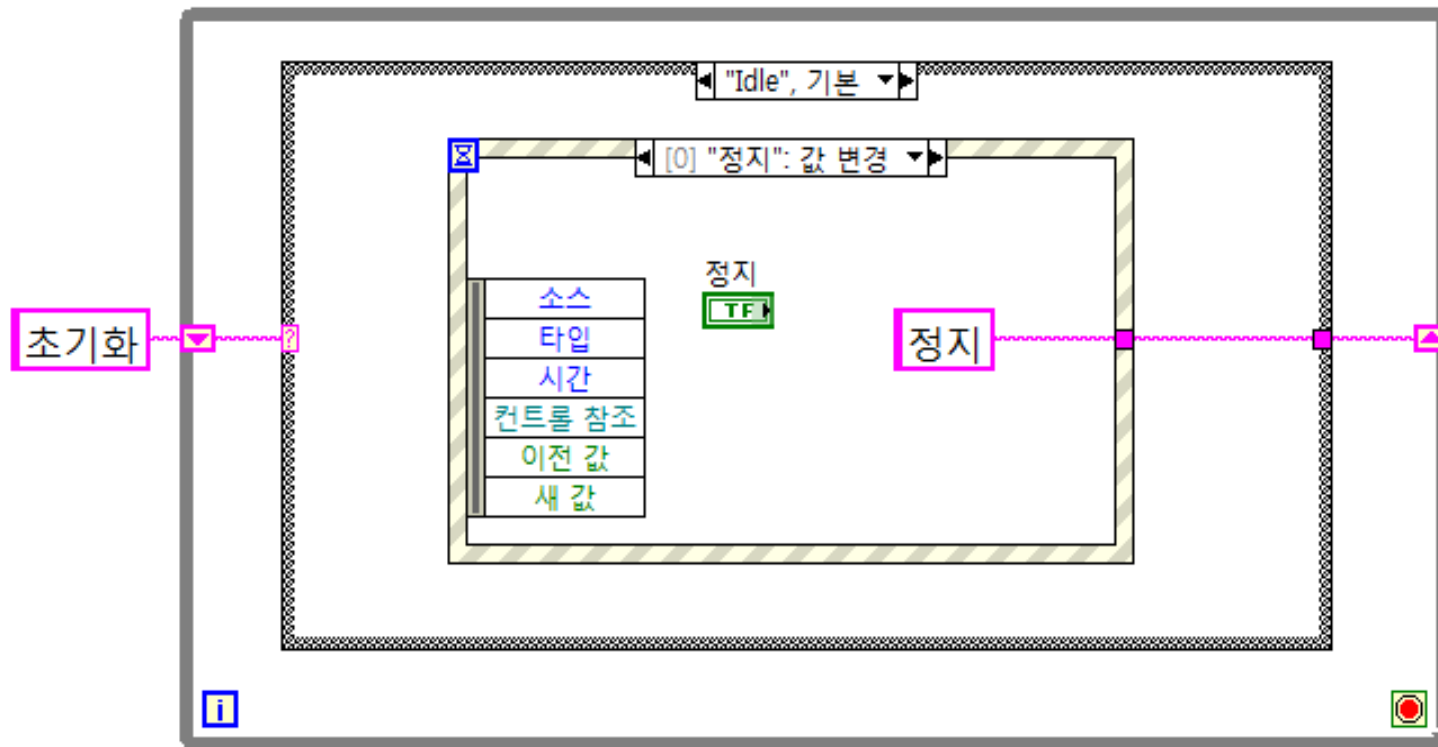 "Idle", 기본
[0] "정지": 값 변경
정지
TF
소스
타입
시간
컨트롤 참조
이전 값
새 값
초기화
?
정지
i